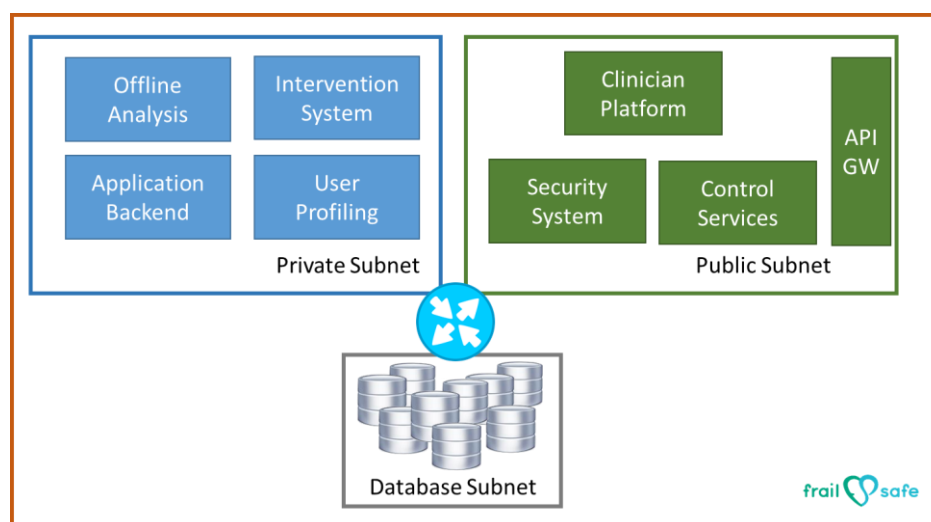 Offline
Analysis
Intervention
System
Application
Backend
User
Profiling
Private Subnet
Clinician
Platform
Security
System
Control
Services
API
GW
Public Subnet
Database Subnet
frail safe